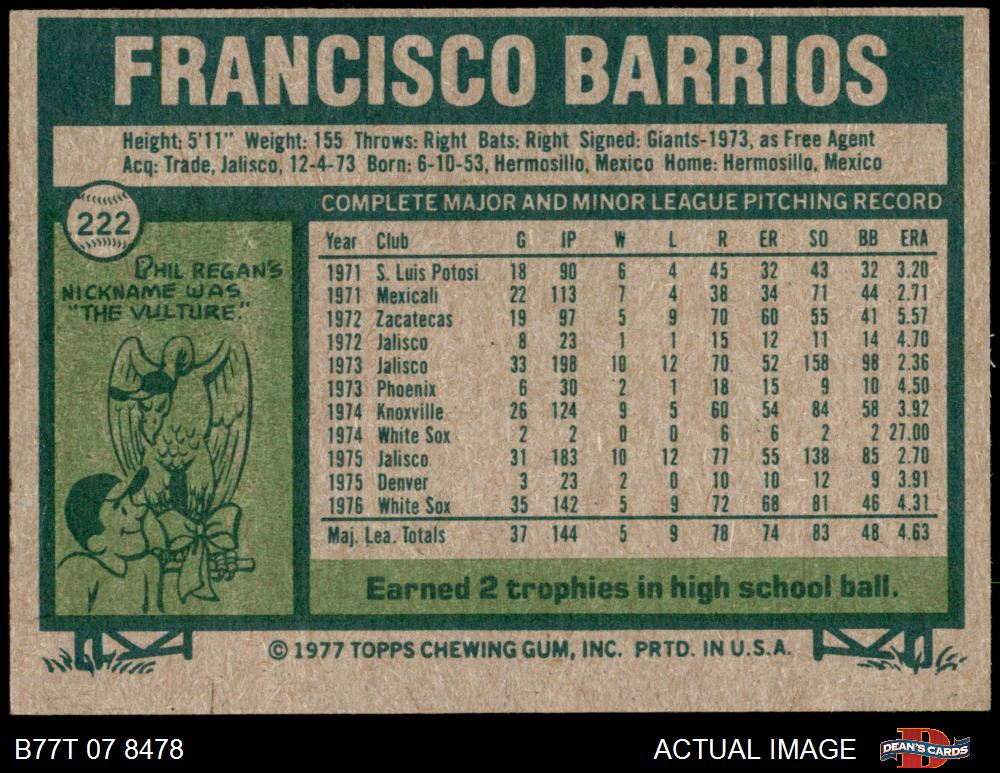 FRANCISCO BARRIOS
Height: 5'11" Weight: 155 Throws: Right Bats: Right Signed: Giants-1973, as Free Agent
Acq: Trade, Jalisco, 12-4-73 Born: 6-10-53, Hermosillo, Mexico Home: Hermosillo, Mexico
222
PHIL REGAN'S
NICKNAME WAS
"THE VULTURE."
COMPLETE MAJOR AND MINOR LEAGUE PITCHING RECORD
Year Club G IP W L R ER SO BB ERA
1971 S. Luis Potosi 18 90 6 4 45 32 43 32 3.20
1971 Mexicali 22 113 7 4 38 34 71 44 2.71
1972 Zacatecas 19 97 5 9 70 60 55 41 5.57
1972 Jalisco 8 23 1 1 15 12 11 14 4.70
1973 Jalisco 33 198 10 12 70 52 158 98 2.36
1973 Phoenix 6 30 2 1 18 15 9 10 4.50
1974 Knoxville 26 124 9 5 60 54 84 58 3.92
1974 White Sox 2 2 0 0 6 6 2 2 27.00
1975 Jalisco 31 183 10 12 77 55 138 85 2.70
1975 Denver 3 23 2 0 10 10 12 9 3.91
1976 White Sox 35 142 5 9 72 68 81 46 4.31
Maj. Lea. Totals 37 144 5 9 78 74 83 48 4.63
Earned 2 trophies in high school ball.
© 1977 TOPPS CHEWING GUM, INC. PRTD. IN U.S.A.
B77T 07 8478
ACTUAL IMAGE
DEAN'S CARDS